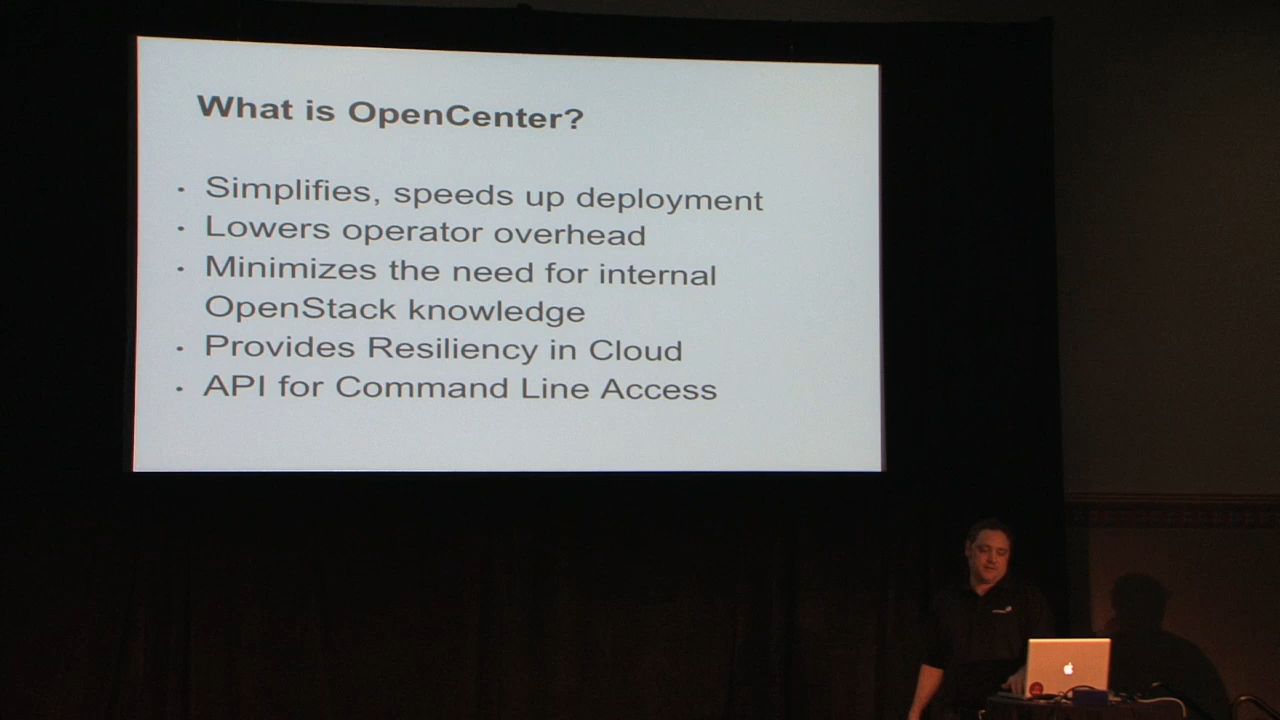 What is OpenCenter?
• Simplifies, speeds up deployment
• Lowers operator overhead
• Minimizes the need for internal
OpenStack knowledge
• Provides Resiliency in Cloud
• API for Command Line Access